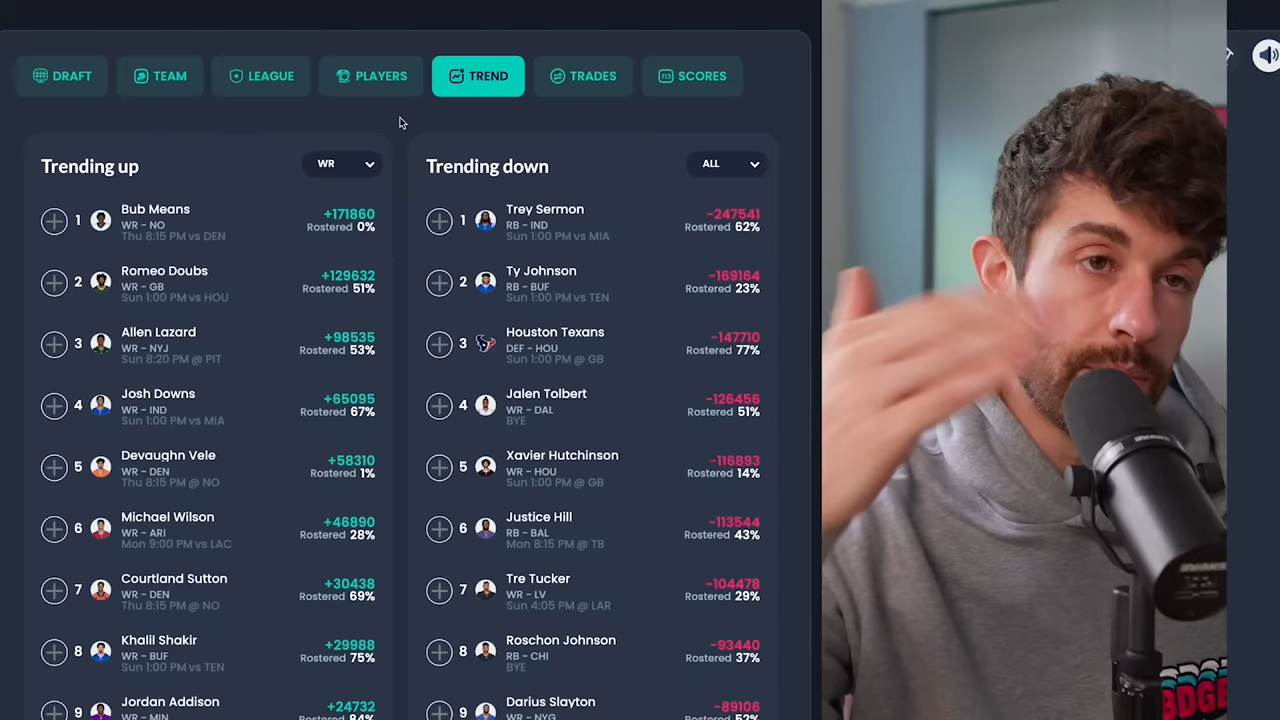 DRAFT
TEAM
LEAGUE
PLAYERS
TREND
TRADES
SCORES
Trending up
WR
1
Bub Means
WR - NO
Thu 8:15 PM vs DEN
+171860
Rostered 0%
2
Romeo Doubs
WR - GB
Sun 1:00 PM vs HOU
+129632
Rostered 51%
3
Allen Lazard
WR - NYJ
Sun 8:20 PM @ PIT
+98535
Rostered 53%
4
Josh Downs
WR - IND
Sun 1:00 PM vs MIA
+65095
Rostered 67%
5
Devaughn Vele
WR - DEN
Thu 8:15 PM @ NO
+58310
Rostered 1%
6
Michael Wilson
WR - ARI
Mon 9:00 PM vs LAC
+46890
Rostered 28%
7
Courtland Sutton
WR - DEN
Thu 8:15 PM @ NO
+30438
Rostered 69%
8
Khalil Shakir
WR - BUF
Sun 1:00 PM vs TEN
+29988
Rostered 75%
9
Jordan Addison
WR - MIN
+24732
Rostered 84%
Trending down
ALL
1
Trey Sermon
RB - IND
Sun 1:00 PM vs MIA
-247541
Rostered 62%
2
Ty Johnson
RB - BUF
Sun 1:00 PM vs TEN
-169164
Rostered 23%
3
Houston Texans
DEF - HOU
Sun 1:00 PM @ GB
-147710
Rostered 77%
4
Jalen Tolbert
WR - DAL
BYE
-126456
Rostered 51%
5
Xavier Hutchinson
WR - HOU
Sun 1:00 PM @ GB
-116893
Rostered 14%
6
Justice Hill
RB - BAL
Mon 8:15 PM @ TB
-113544
Rostered 43%
7
Tre Tucker
WR - LV
Sun 4:05 PM @ LAR
-104478
Rostered 29%
8
Roschon Johnson
RB - CHI
BYE
-93440
Rostered 37%
9
Darius Slayton
WR - NYG
-89106
Rostered 52%
BDGE